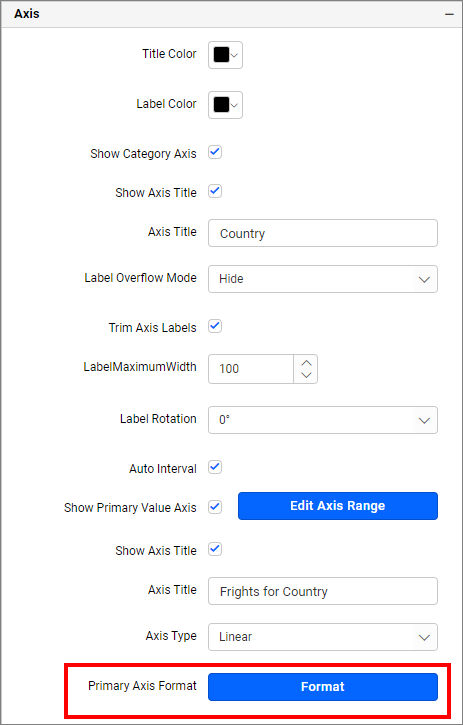 Axis
Title Color
Label Color
Show Category Axis
Show Axis Title
Axis Title Country
Label Overflow Mode Hide
Trim Axis Labels
LabelMaximumWidth 100
Label Rotation 0°
Auto Interval
Show Primary Value Axis Edit Axis Range
Show Axis Title
Axis Title Frights for Country
Axis Type Linear
Primary Axis Format Format